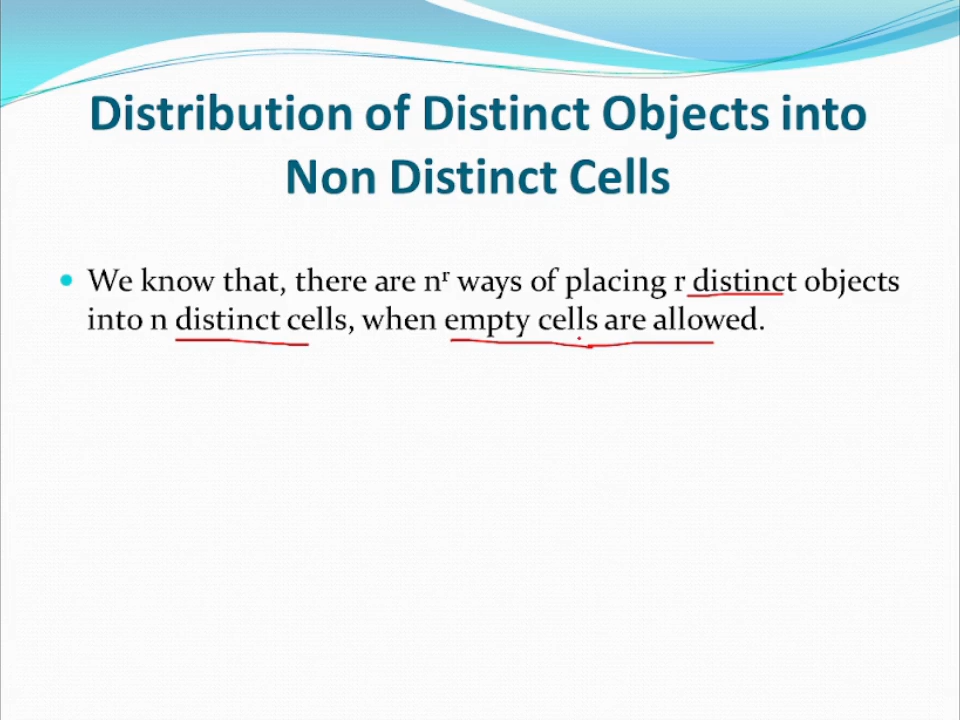 Distribution of Distinct Objects into
Non Distinct Cells
• We know that, there are nʳ ways of placing r distinct objects
into n distinct cells, when empty cells are allowed.